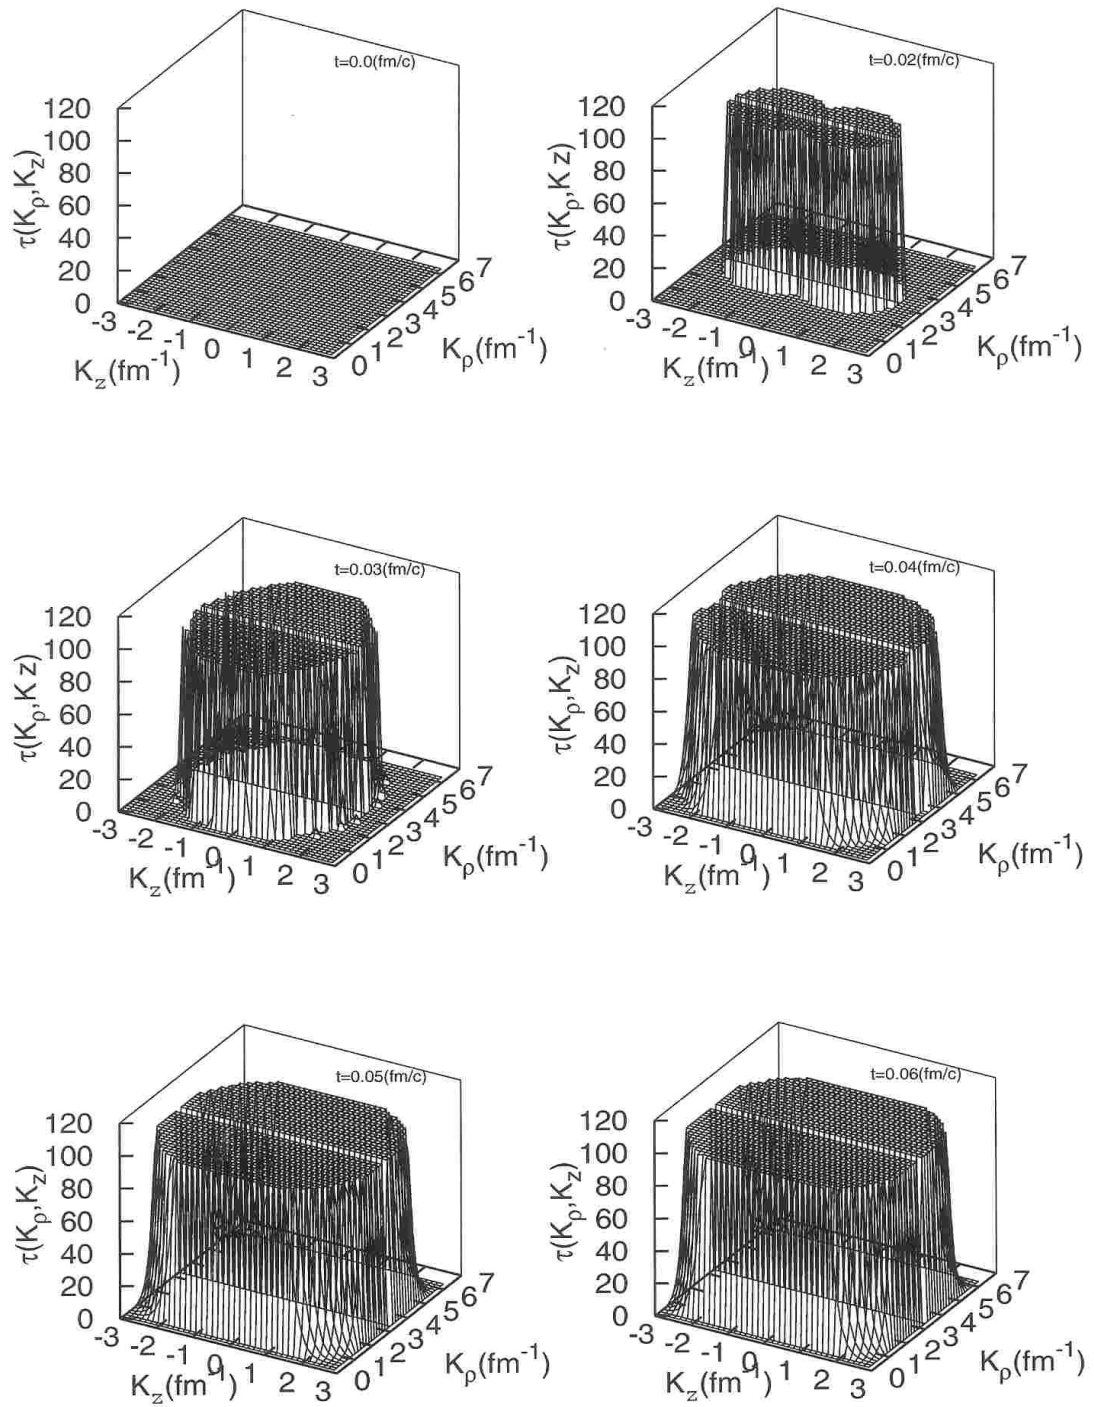 t=0.0(fm/c)
120
100
80
60
40
20
0
τ(Kρ,Kz)
-3 -2 -1 0 1 2 3
Kz(fm-1)
0 1 2 3 4 5 6 7
Kρ(fm-1)
t=0.02(fm/c)
120
100
80
60
40
20
0
τ(Kρ,K z)
-3 -2 -1 0 1 2 3
Kz(fm-1)
0 1 2 3 4 5 6 7
Kρ(fm-1)
t=0.03(fm/c)
120
100
80
60
40
20
0
τ(Kρ,K z)
-3 -2 -1 0 1 2 3
Kz(fm-1)
0 1 2 3 4 5 6 7
Kρ(fm-1)
t=0.04(fm/c)
120
100
80
60
40
20
0
τ(Kρ,Kz)
-3 -2 -1 0 1 2 3
Kz(fm-1)
0 1 2 3 4 5 6 7
Kρ(fm-1)
t=0.05(fm/c)
120
100
80
60
40
20
0
τ(Kρ,Kz)
-3 -2 -1 0 1 2 3
Kz(fm-1)
0 1 2 3 4 5 6 7
Kρ(fm-1)
t=0.06(fm/c)
120
100
80
60
40
20
0
τ(Kρ,Kz)
-3 -2 -1 0 1 2 3
Kz(fm-1)
0 1 2 3 4 5 6 7
Kρ(fm-1)